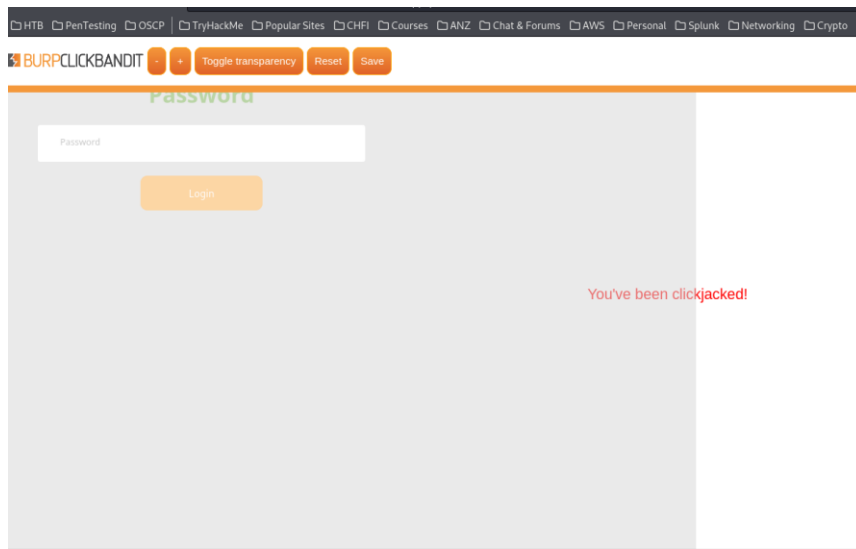 HTB PenTesting OSCP TryHackMe Popular Sites CHFI Courses ANZ Chat & Forums AWS Personal Splunk Networking Crypto
BURPCLICKBANDIT - + Toggle transparency Reset Save
Password
Password
Login
You've been clickjacked!